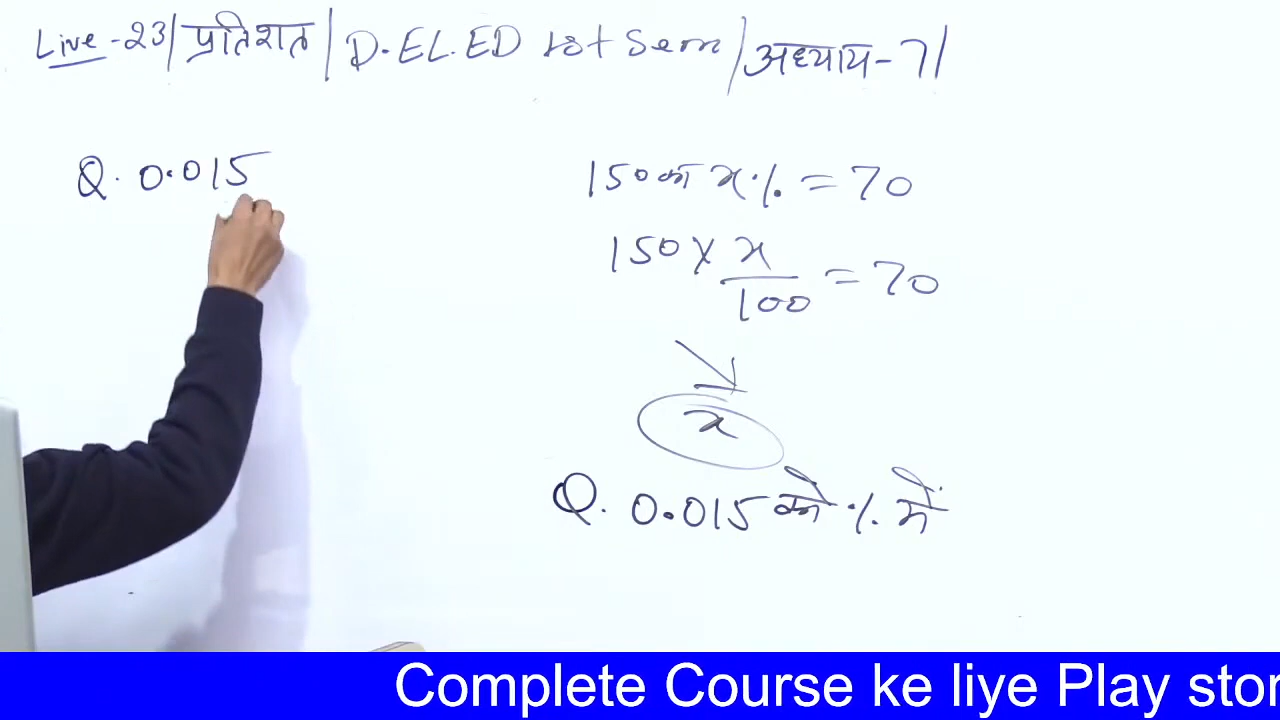 Live-23|प्रतिशत|D.EL.ED 1st Sem|अध्याय-7|
Q. 0.015
150 का x% = 70
150 × x/100 = 70
x
Q. 0.015 को % में
Complete Course ke liye Play stor